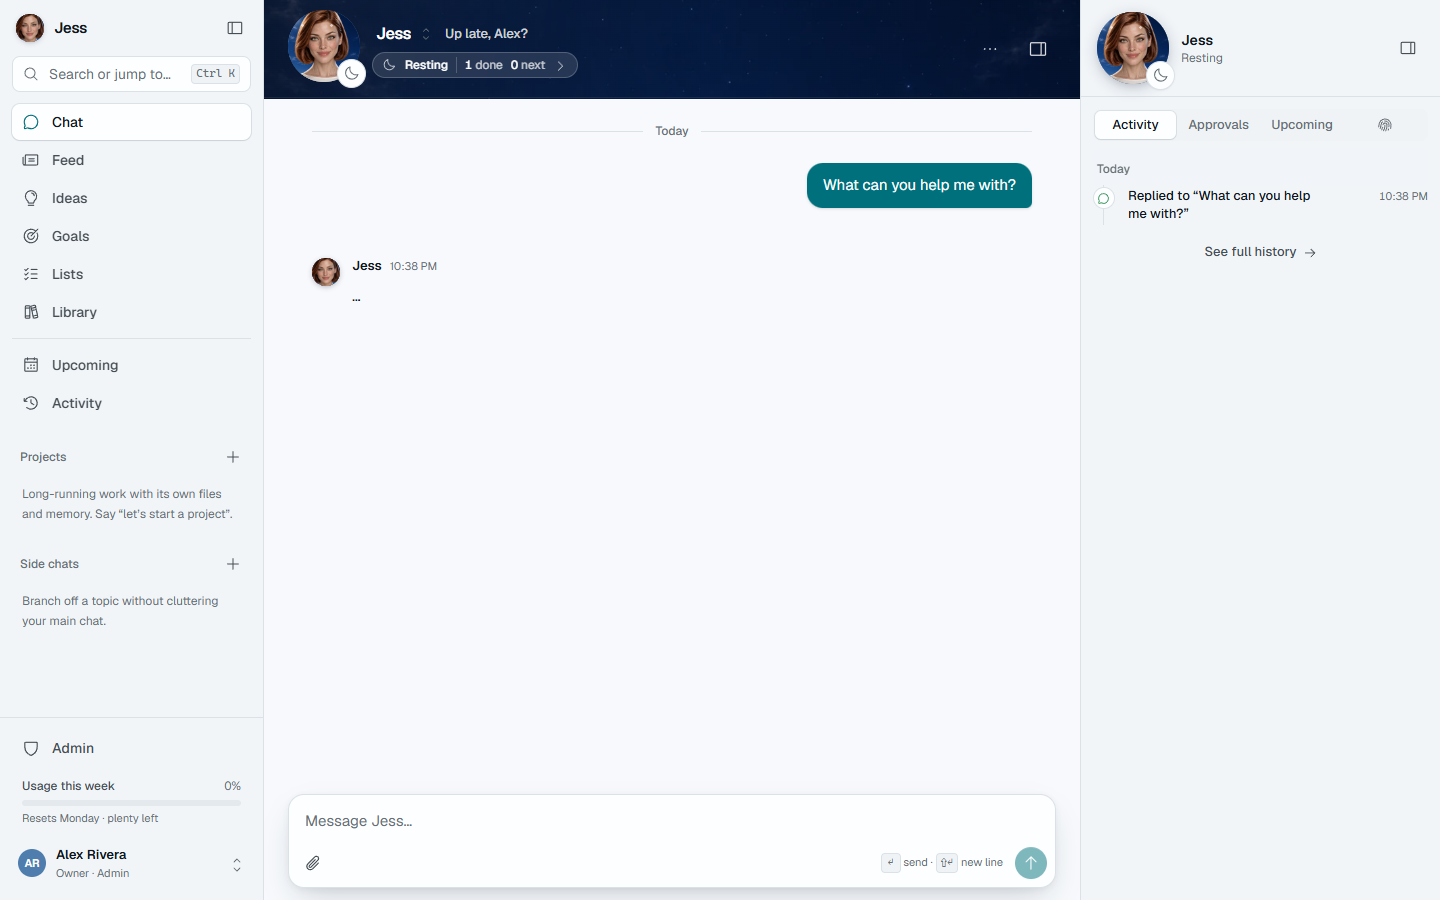 Jess
Search or jump to...
Ctrl K
Chat
Feed
Ideas
Goals
Lists
Library
Upcoming
Activity
Projects
Long-running work with its own files
and memory. Say “let's start a project”.
Side chats
Branch off a topic without cluttering
your main chat.
Admin
Usage this week 0%
Resets Monday · plenty left
AR
Alex Rivera
Owner · Admin
Jess Up late, Alex?
Resting 1 done 0 next
Today
What can you help me with?
Jess 10:38 PM
...
Message Jess...
send · new line
Jess
Resting
Activity Approvals Upcoming
Today
Replied to “What can you help 10:38 PM
me with?”
See full history